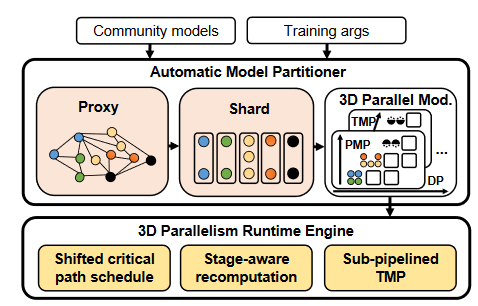 Community models
Training args
Automatic Model Partitioner
Proxy
Shard
3D Parallel Mod.
TMP
PMP
...
DP
3D Parallelism Runtime Engine
Shifted critical
path schedule
Stage-aware
recomputation
Sub-pipelined
TMP